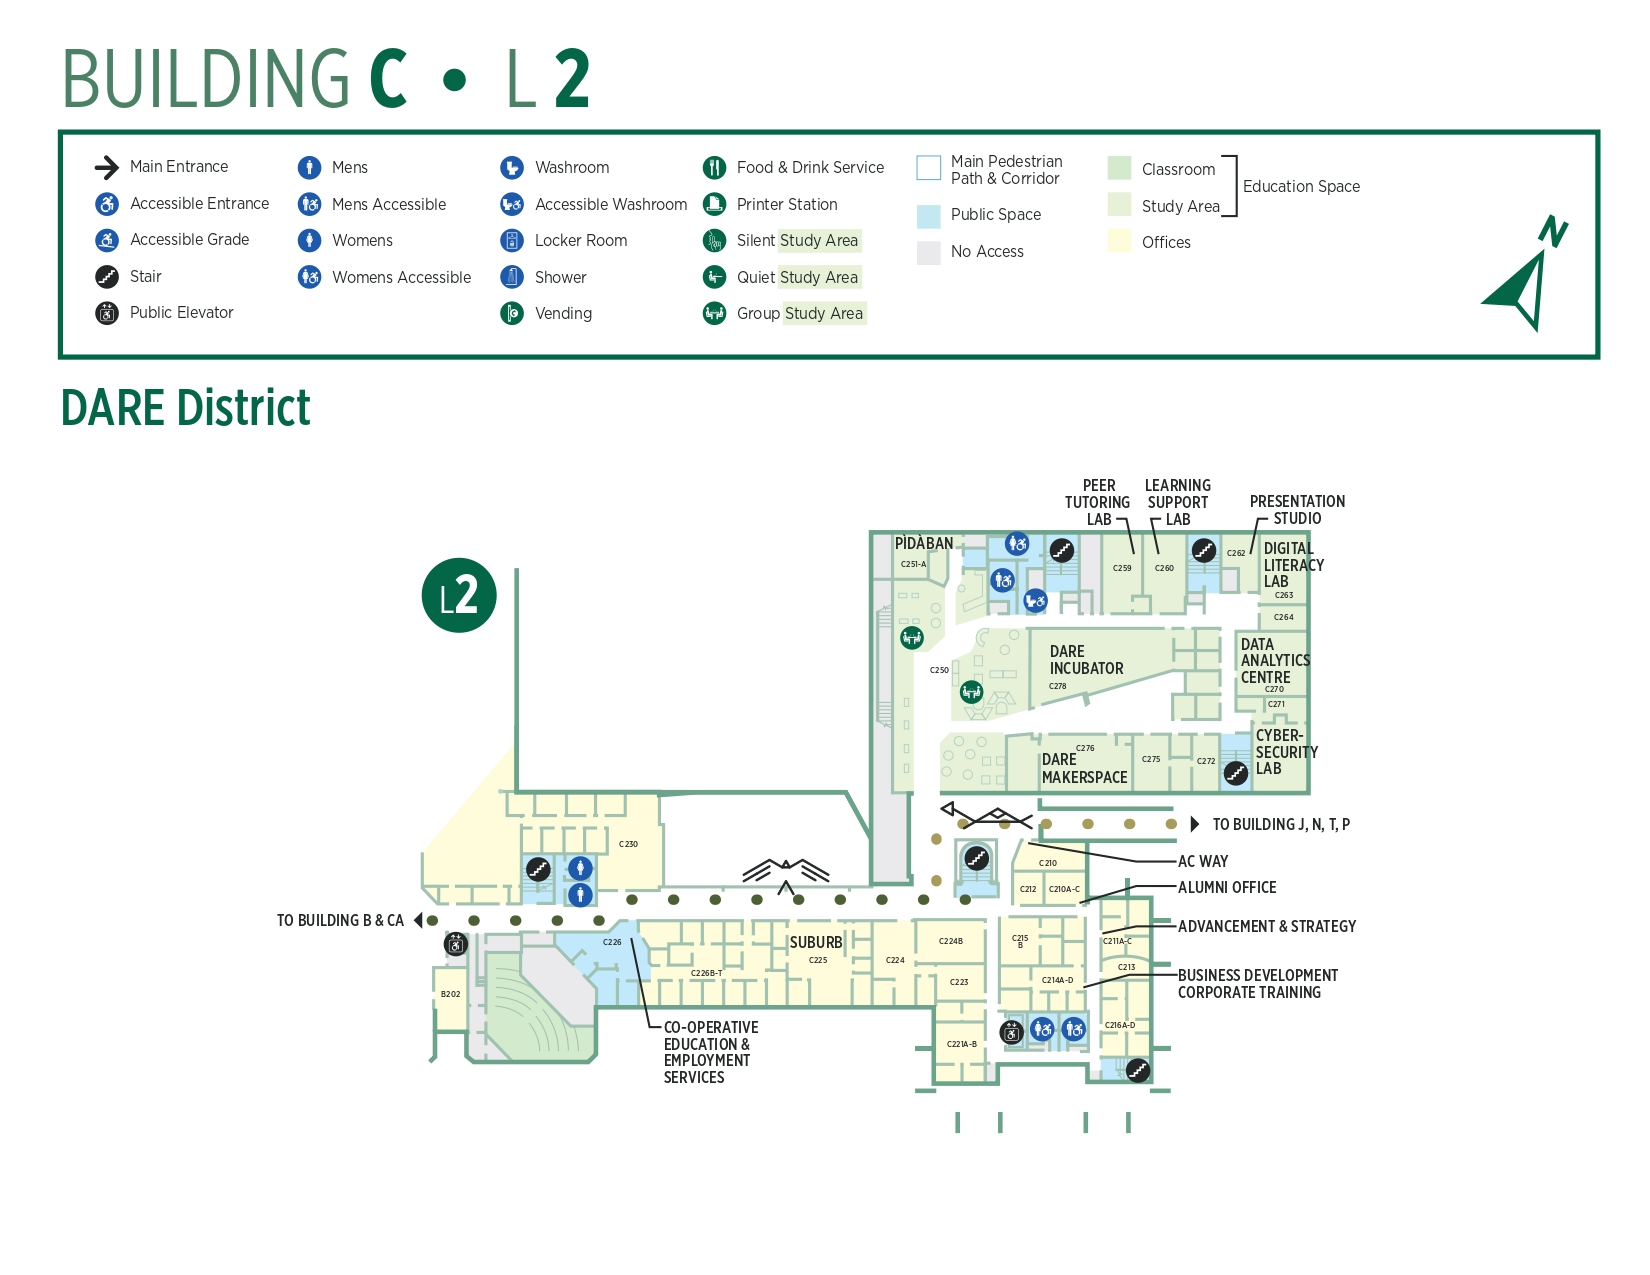 BUILDING C • L 2
Main Entrance
Accessible Entrance
Accessible Grade
Stair
Public Elevator
Mens
Mens Accessible
Womens
Womens Accessible
Washroom
Accessible Washroom
Locker Room
Shower
Vending
Food & Drink Service
Printer Station
Silent Study Area
Quiet Study Area
Group Study Area
Main Pedestrian
Path & Corridor
Public Space
No Access
Classroom
Study Area
Offices
Education Space
N
DARE District
L2
PEER
TUTORING
LAB
LEARNING
SUPPORT
LAB
PRESENTATION
STUDIO
PÌDÀBAN
C251-A
C259
C260
C262
DIGITAL
LITERACY
LAB
C263
C264
C250
DARE
INCUBATOR
C278
DATA
ANALYTICS
CENTRE
C270
C271
C276
DARE
MAKERSPACE
C275
C272
CYBER-
SECURITY
LAB
TO BUILDING J, N, T, P
C230
C210
AC WAY
C212
C210A-C
ALUMNI OFFICE
TO BUILDING B & CA
C226
SUBURB
C225
C226B-T
C224
C224B
C223
C221A-B
C215
B
C214A-D
C211A-C
ADVANCEMENT & STRATEGY
C213
BUSINESS DEVELOPMENT
CORPORATE TRAINING
C216A-D
B202
CO-OPERATIVE
EDUCATION &
EMPLOYMENT
SERVICES